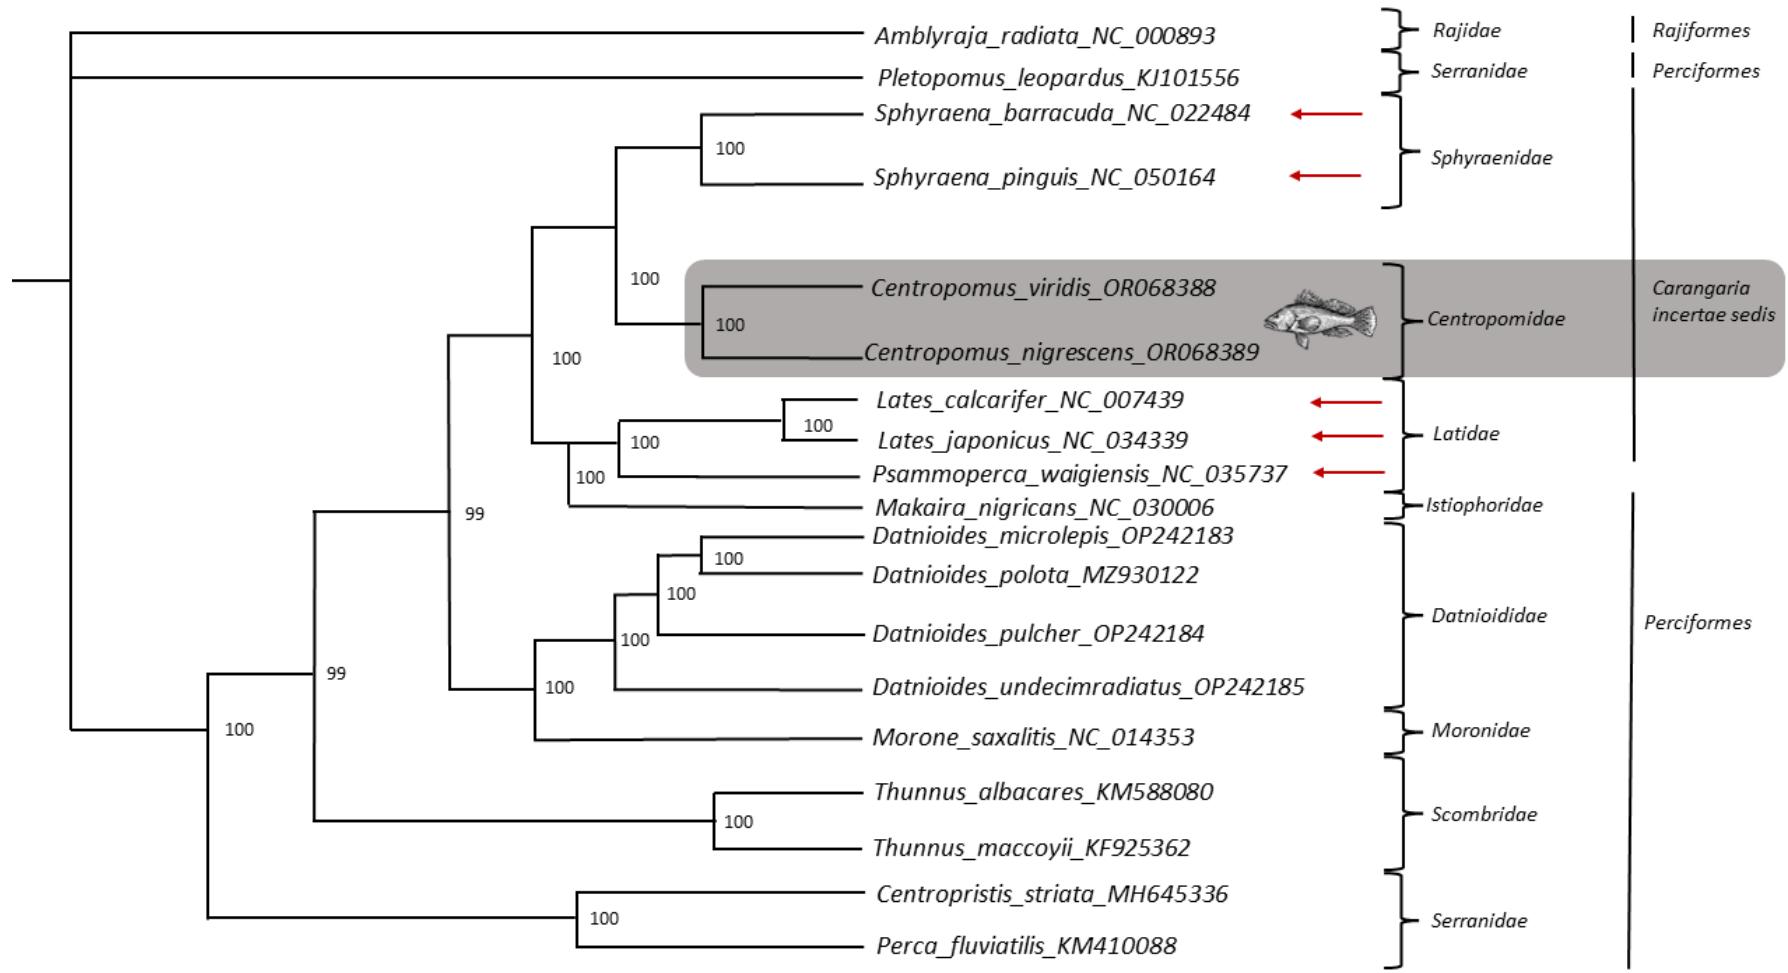 Amblyraja_radiata_NC_000893
Rajidae
Rajiformes
Pletopomus_leopardus_KJ101556
Serranidae
Perciformes
Sphyraena_barracuda_NC_022484
100
Sphyraenidae
Sphyraena_pinguis_NC_050164
100
Centropomus_viridis_OR068388
Carangaria
incertae sedis
100
Centropomidae
Centropomus_nigrescens_OR068389
100
Lates_calcarifer_NC_007439
100
Latidae
Lates_japonicus_NC_034339
100
Psammoperca_waigiensis_NC_035737
100
Makaira_nigricans_NC_030006
Istiophoridae
99
Datnioides_microlepis_OP242183
100
Datnioides_polota_MZ930122
100
Datnioididae
Perciformes
Datnioides_pulcher_OP242184
100
99
Datnioides_undecimradiatus_OP242185
100
100
Morone_saxalitis_NC_014353
Moronidae
Thunnus_albacares_KM588080
100
Scombridae
Thunnus_maccoyii_KF925362
Centropristis_striata_MH645336
100
Serranidae
Perca_fluviatilis_KM410088